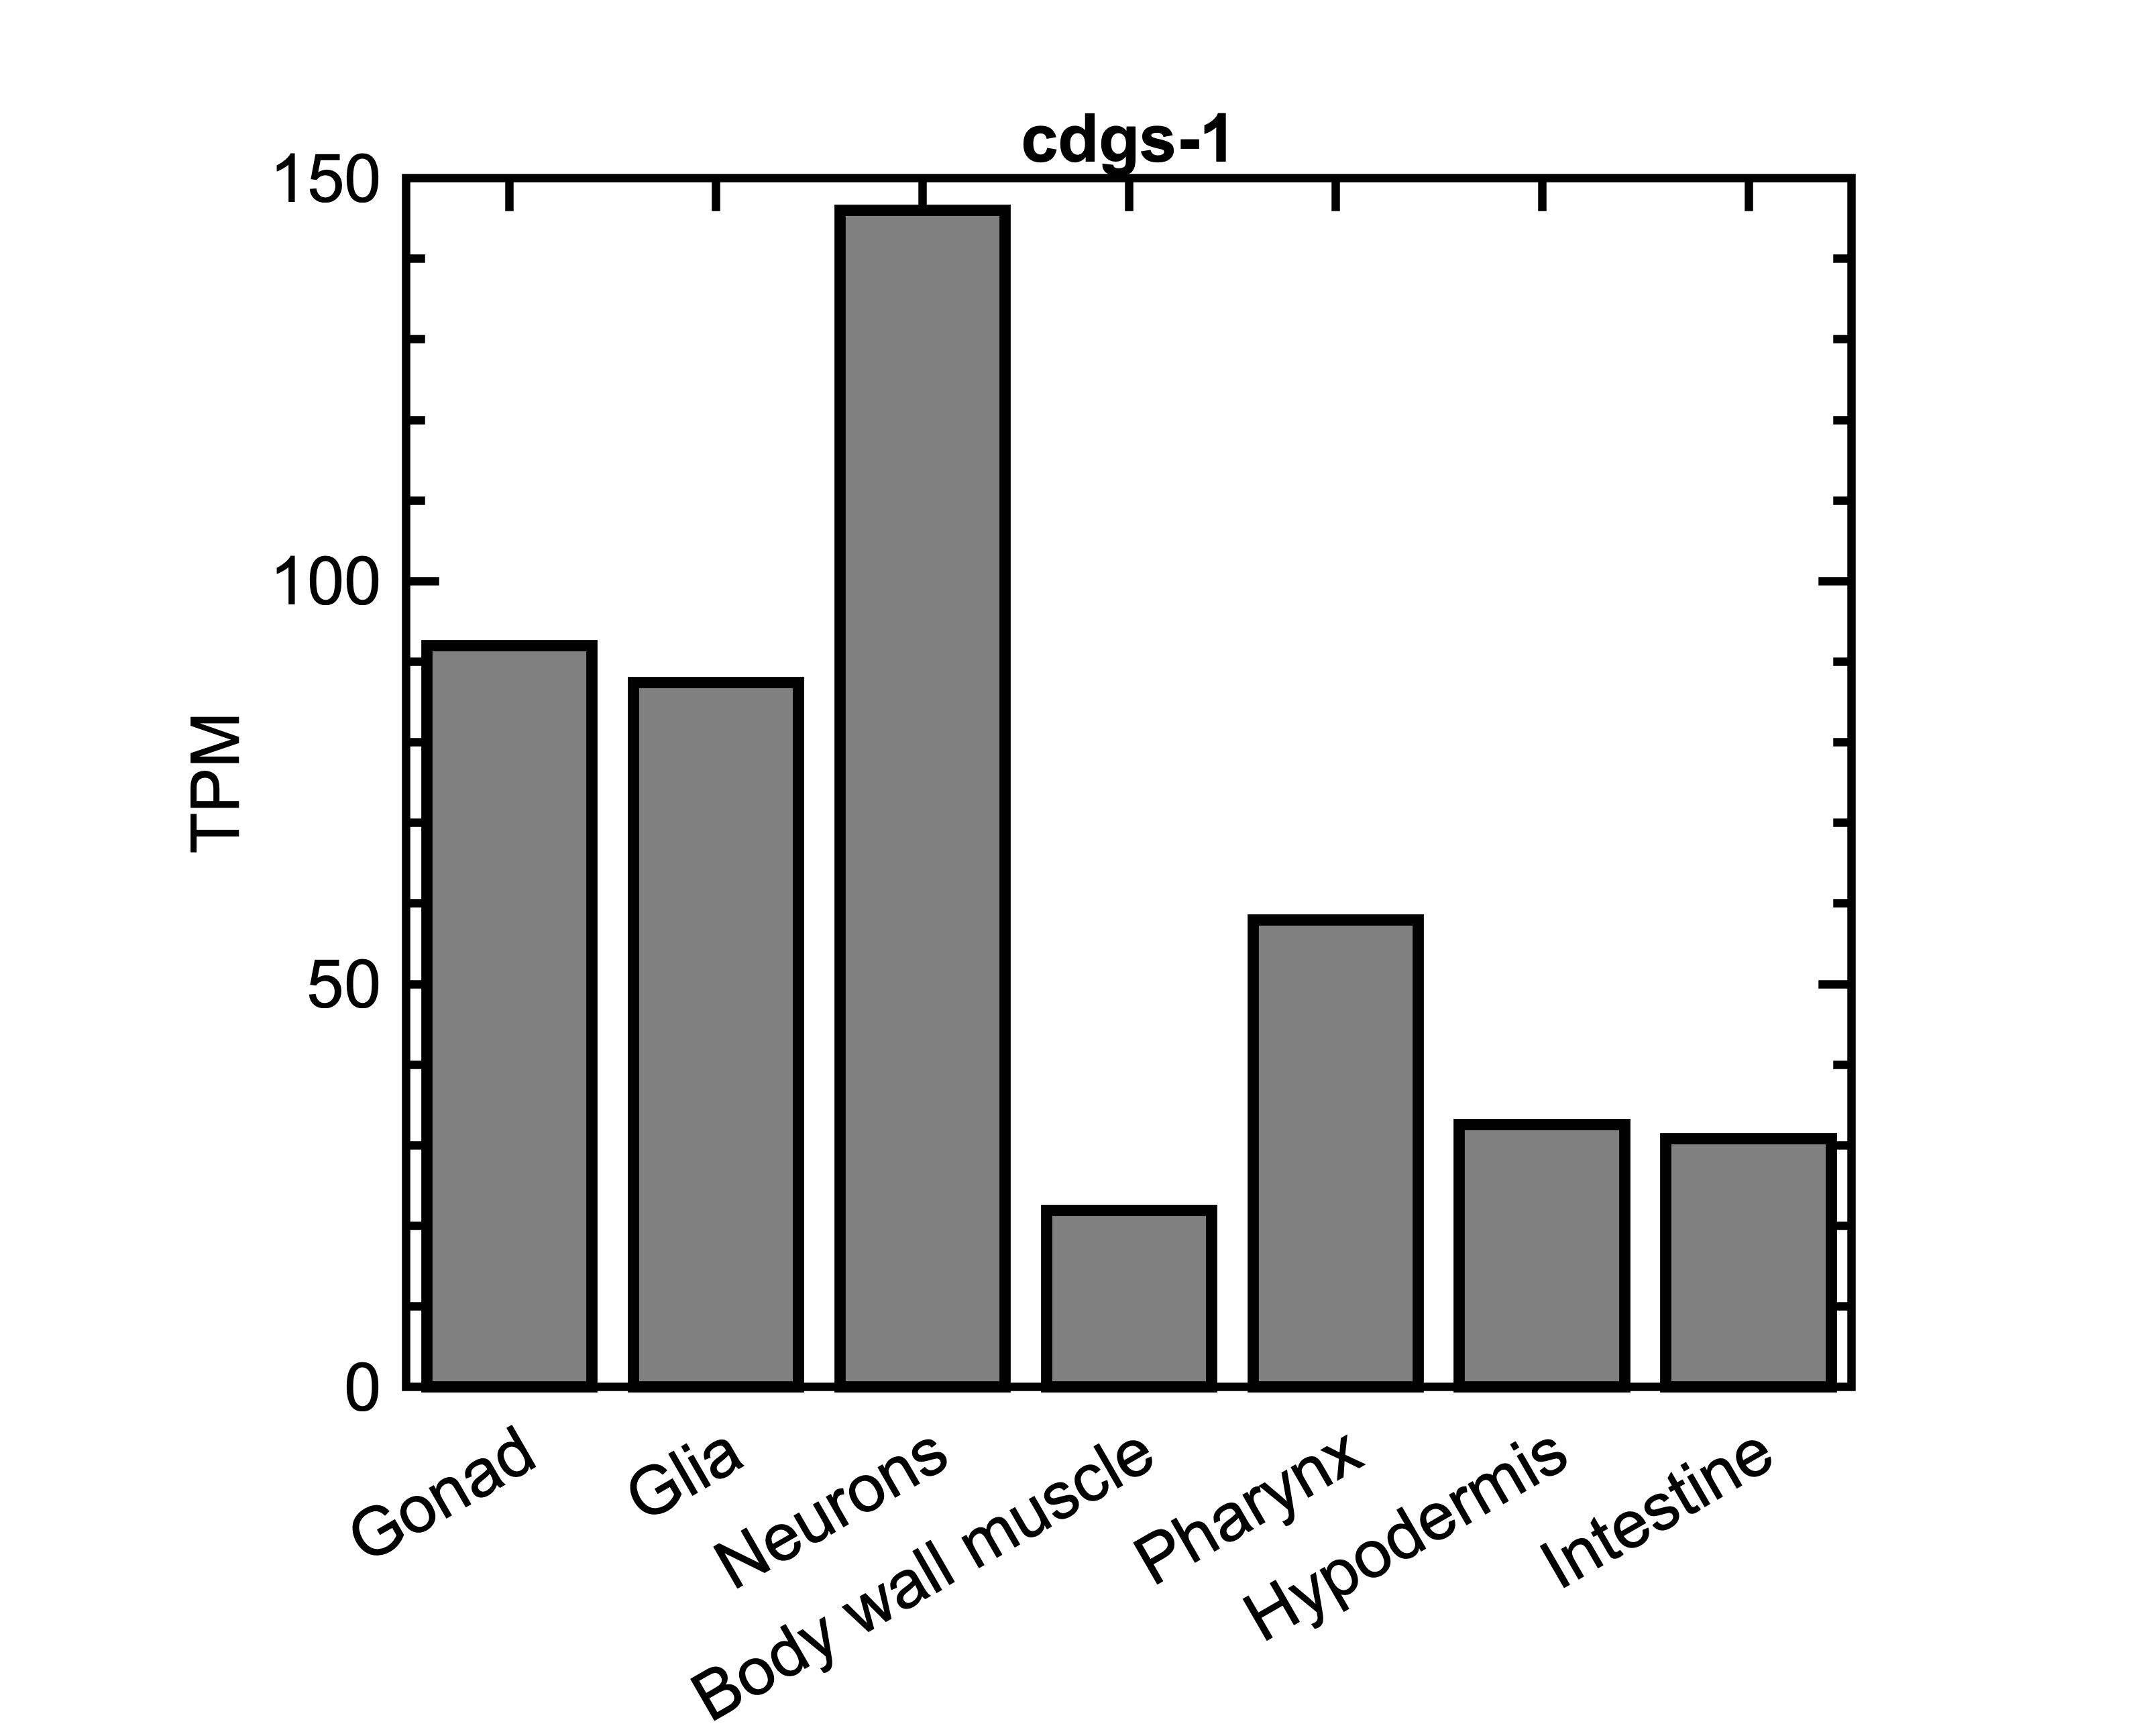 cdgs-1
150
100
50
0
TPM
Gonad
Glia
Neurons
Body wall muscle
Pharynx
Hypodermis
Intestine